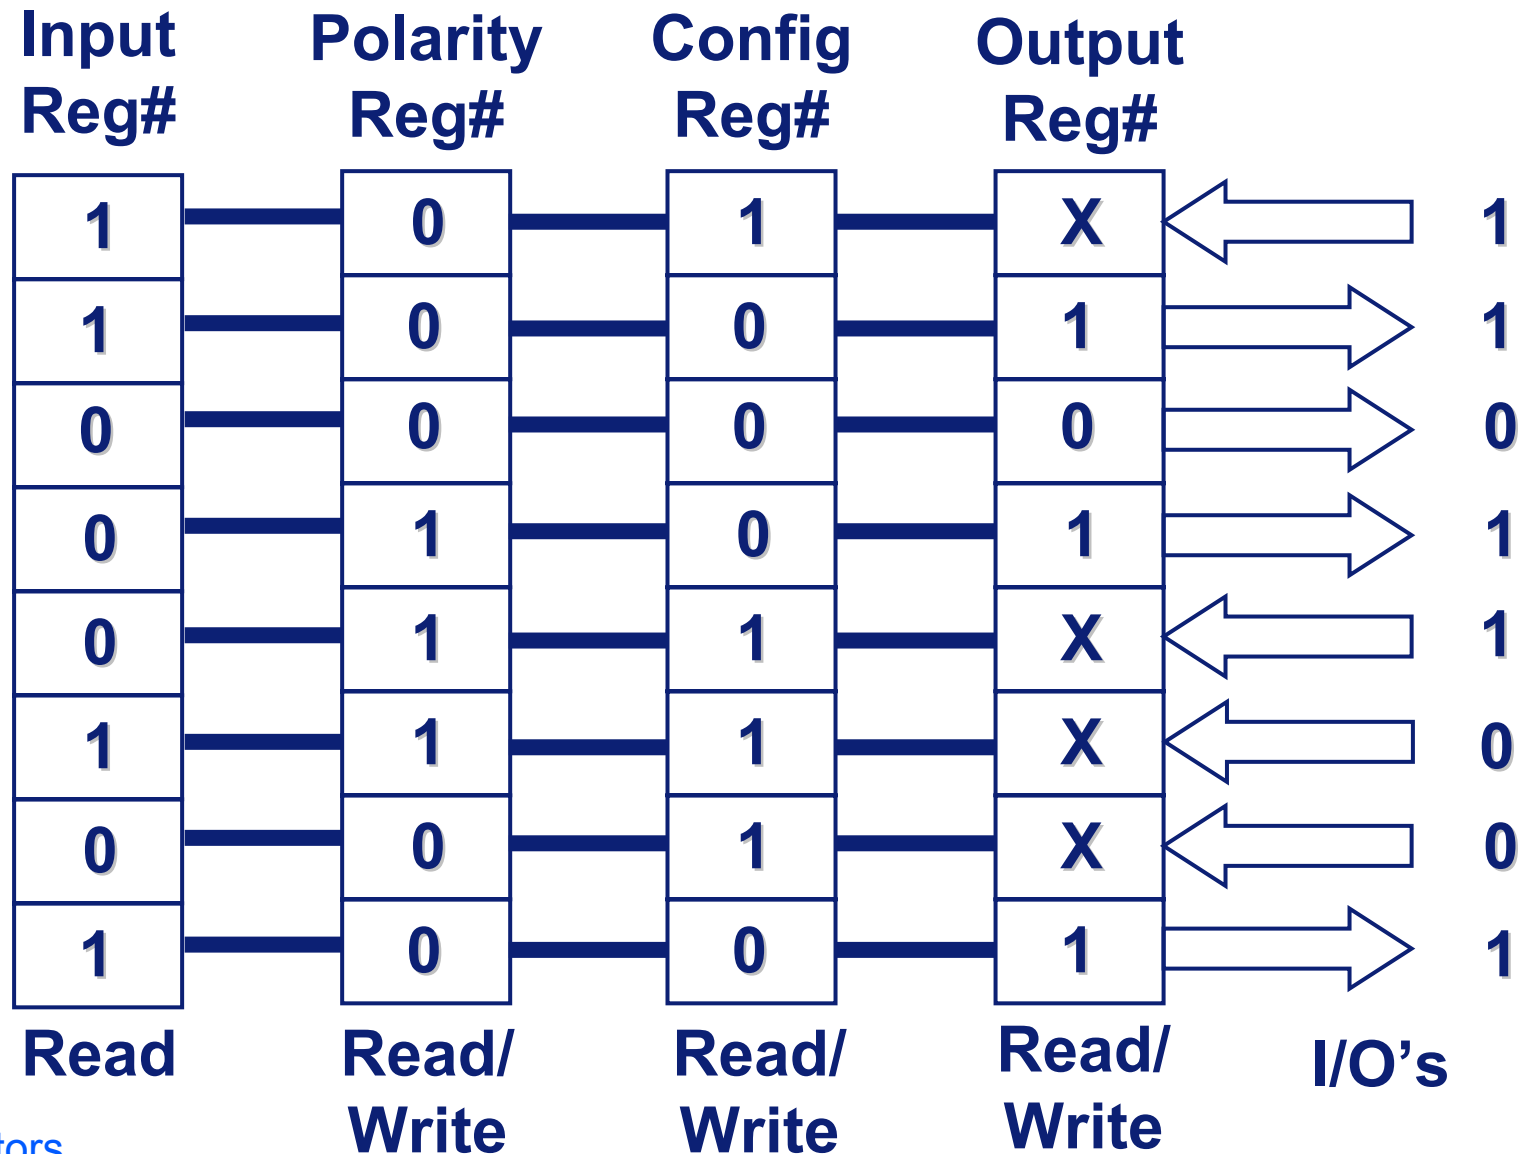 Input Polarity Config Output
Reg# Reg# Reg# Reg#
1 0 1 X 1
1 0 0 1 1
0 0 0 0 0
0 1 0 1 1
0 1 1 X 1
1 1 1 X 0
0 0 1 X 0
1 0 0 1 1
Read Read/ Read/ Read/ I/O’s
Write Write Write